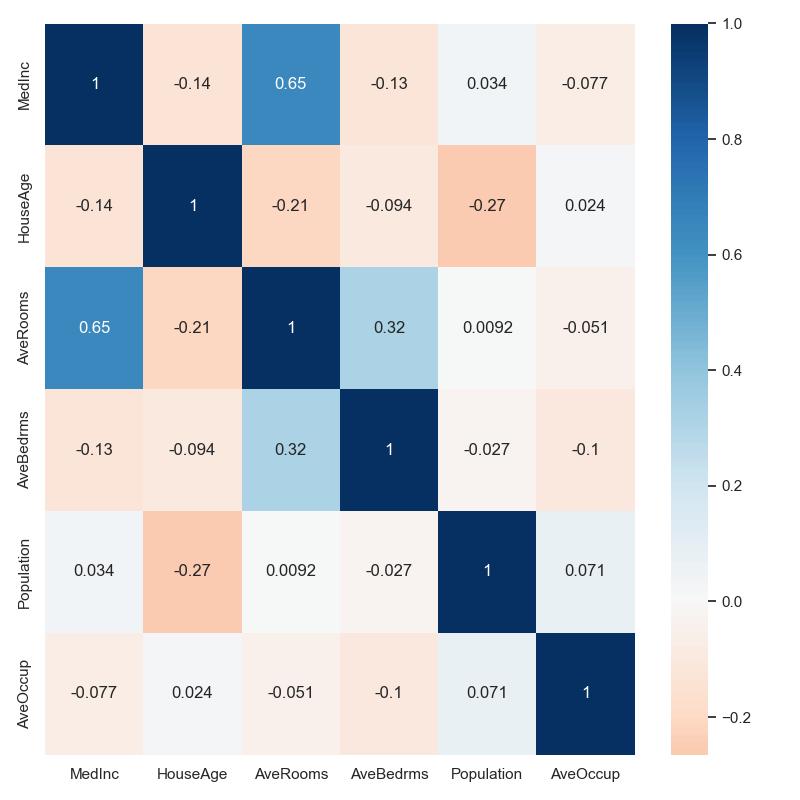 MedInc 1 -0.14 0.65 -0.13 0.034 -0.077
HouseAge -0.14 1 -0.21 -0.094 -0.27 0.024
AveRooms 0.65 -0.21 1 0.32 0.0092 -0.051
AveBedrms -0.13 -0.094 0.32 1 -0.027 -0.1
Population 0.034 -0.27 0.0092 -0.027 1 0.071
AveOccup -0.077 0.024 -0.051 -0.1 0.071 1
MedInc HouseAge AveRooms AveBedrms Population AveOccup
1.0
0.8
0.6
0.4
0.2
0.0
−0.2